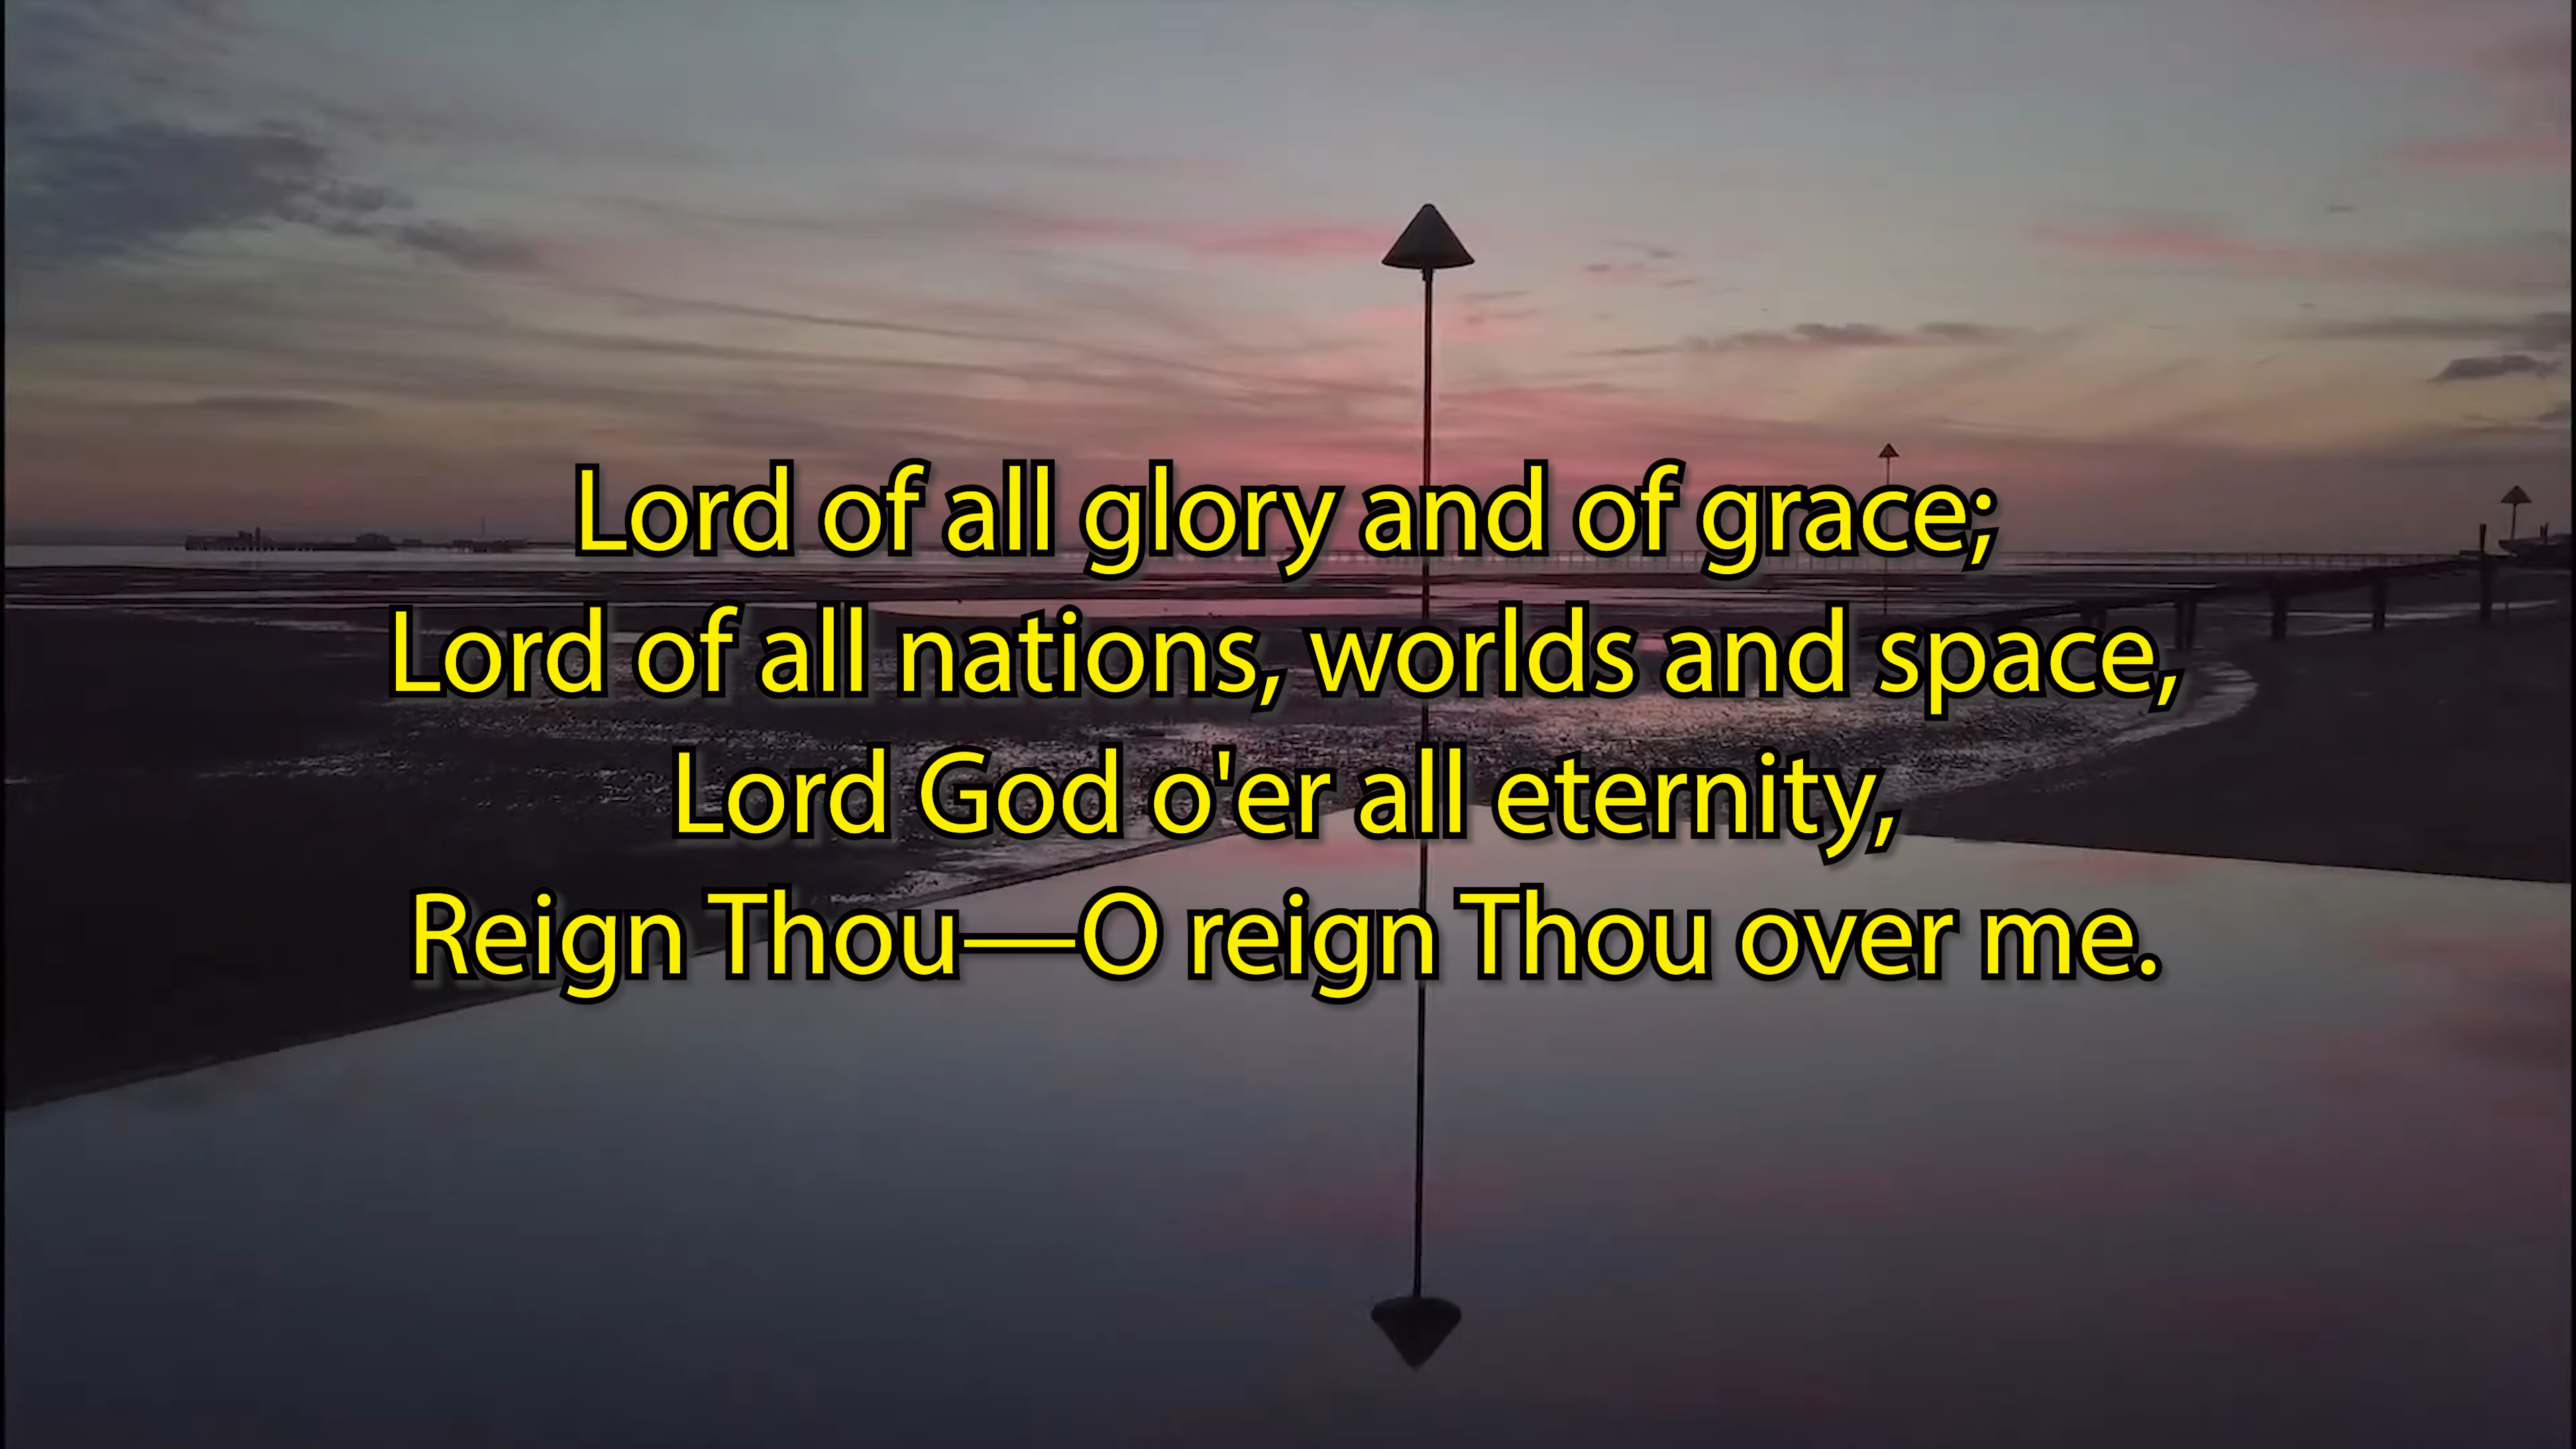 Lord of all glory and of grace;
Lord of all nations, worlds and space,
Lord God o'er all eternity,
Reign Thou—O reign Thou over me.